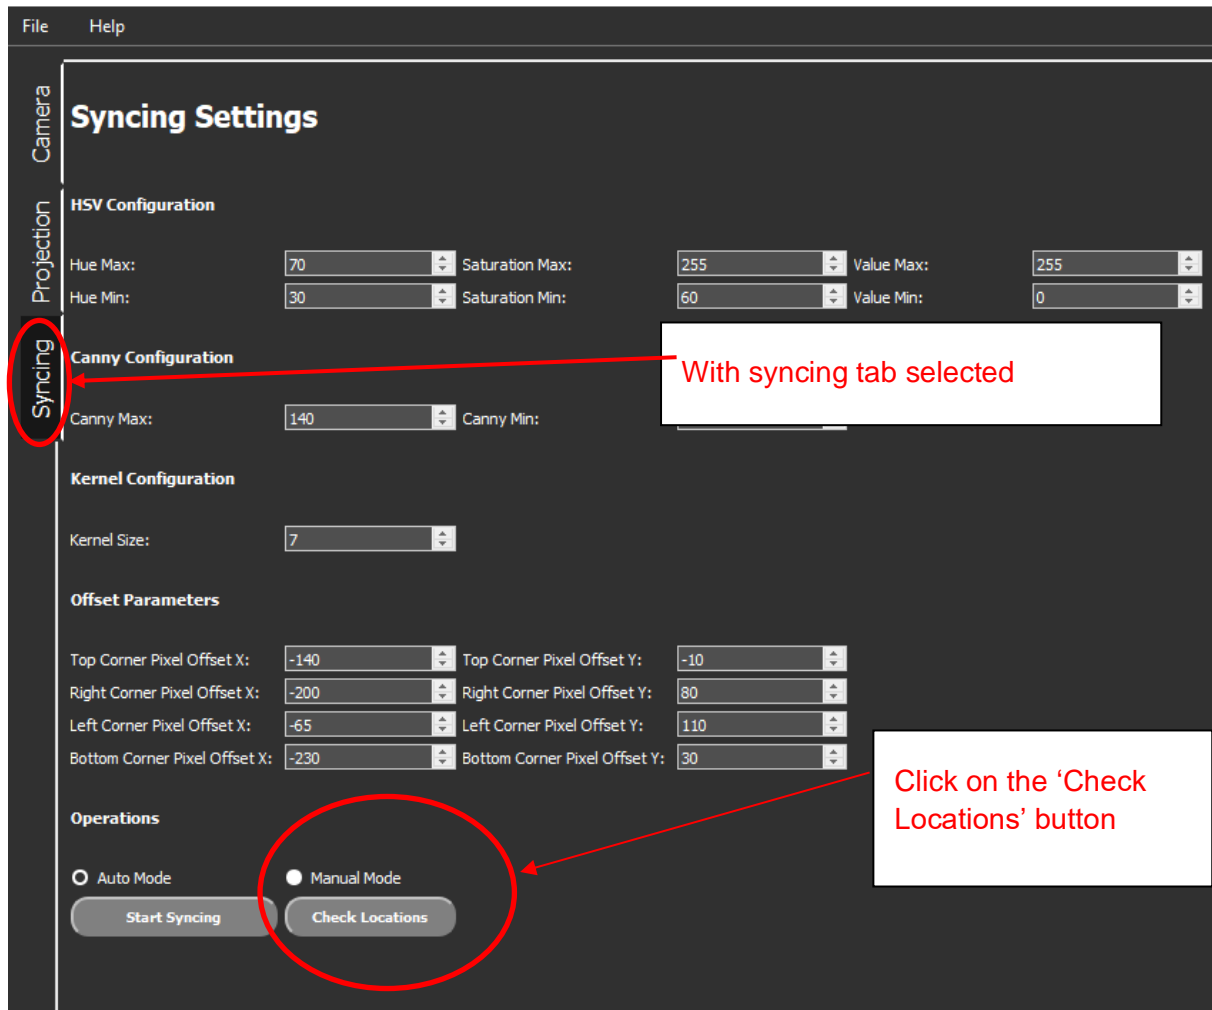 File Help
Camera
Projection
Syncing
Syncing Settings
HSV Configuration
Hue Max: 70 Saturation Max: 255 Value Max: 255
Hue Min: 30 Saturation Min: 60 Value Min: 0
Canny Configuration
With syncing tab selected
Canny Max: 140 Canny Min:
Kernel Configuration
Kernel Size: 7
Offset Parameters
Top Corner Pixel Offset X: -140 Top Corner Pixel Offset Y: -10
Right Corner Pixel Offset X: -200 Right Corner Pixel Offset Y: 80
Left Corner Pixel Offset X: -65 Left Corner Pixel Offset Y: 110
Bottom Corner Pixel Offset X: -230 Bottom Corner Pixel Offset Y: 30
Click on the ‘Check
Locations’ button
Operations
Auto Mode Manual Mode
Start Syncing Check Locations